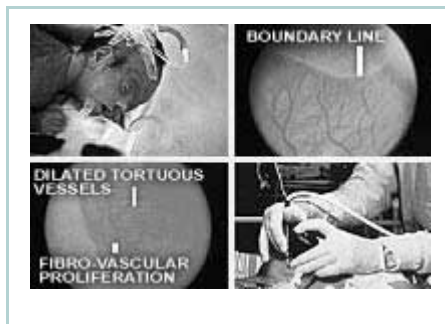 BOUNDARY LINE
DILATED TORTUOUS
VESSELS
FIBRO-VASCULAR
PROLIFERATION